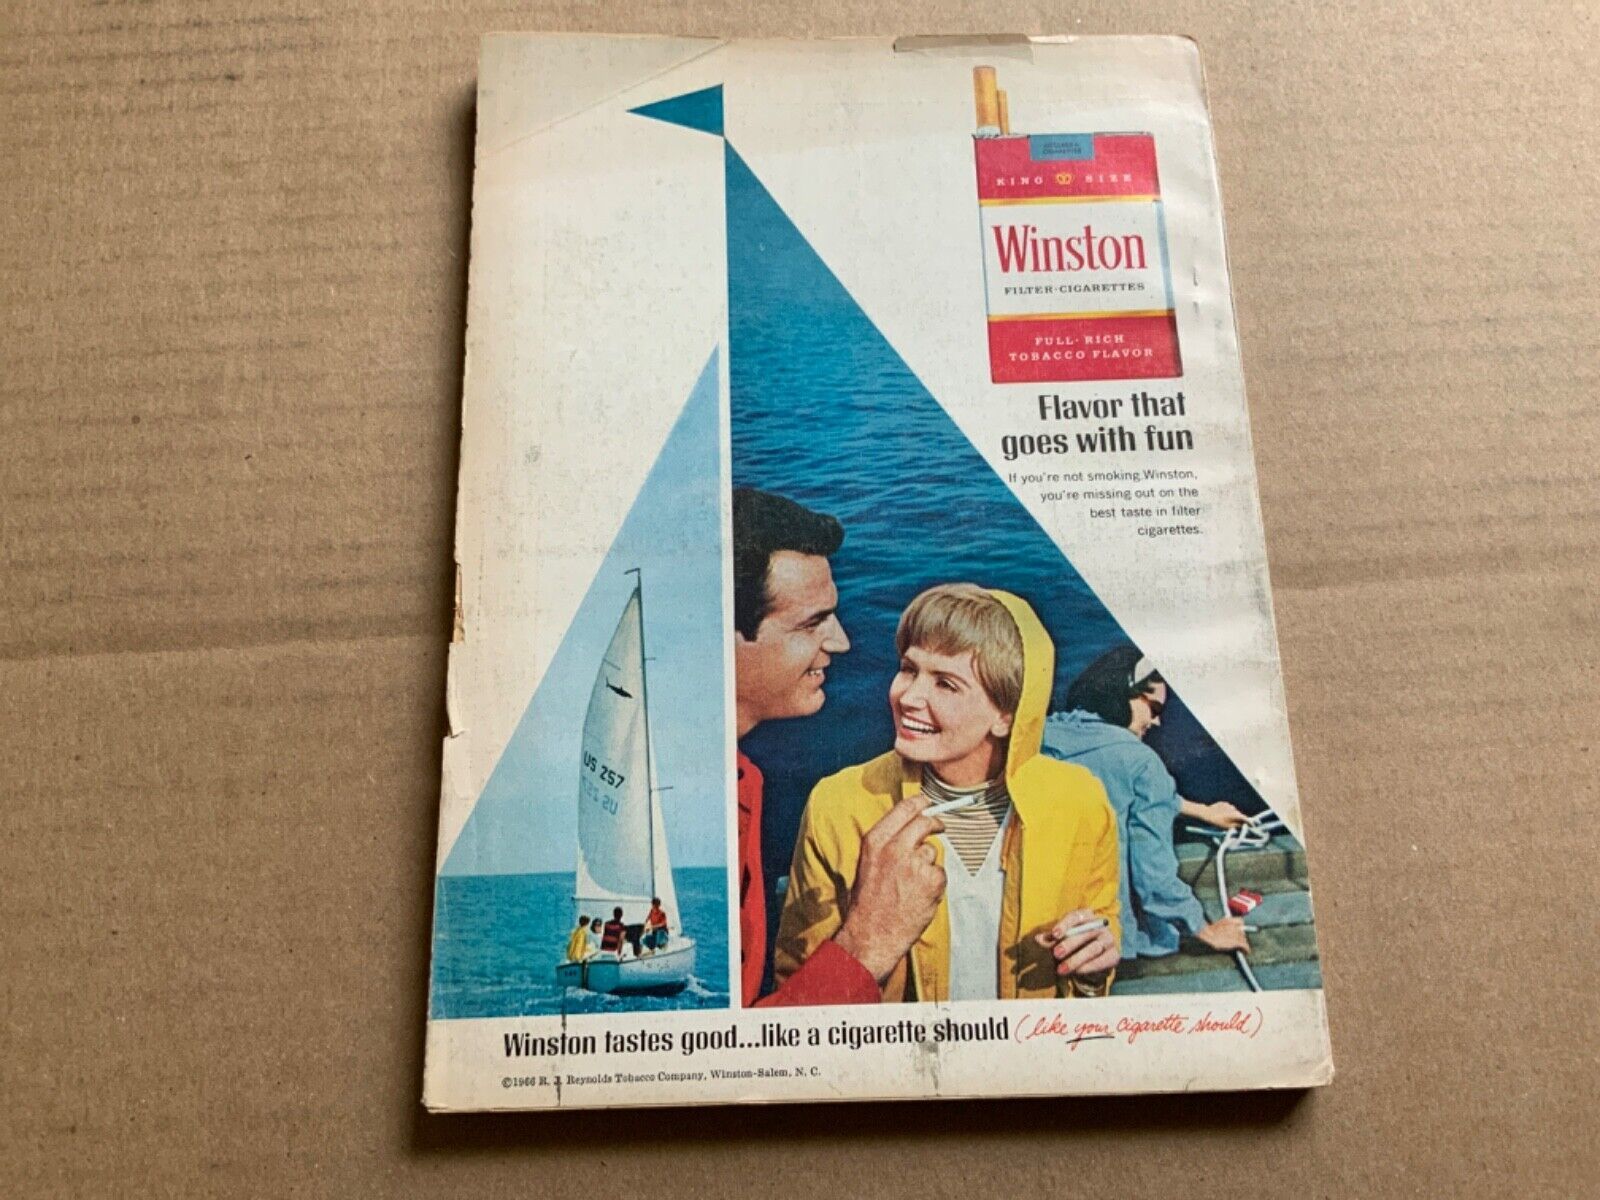 KING SIZE
Winston
FILTER-CIGARETTES
FULL-RICH
TOBACCO FLAVOR
Flavor that
goes with fun
If you're not smoking Winston,
you're missing out on the
best taste in filter
cigarettes.
US 257
Winston tastes good...like a cigarette should (like your cigarette should)
©1966 R. J. Reynolds Tobacco Company, Winston-Salem, N. C.